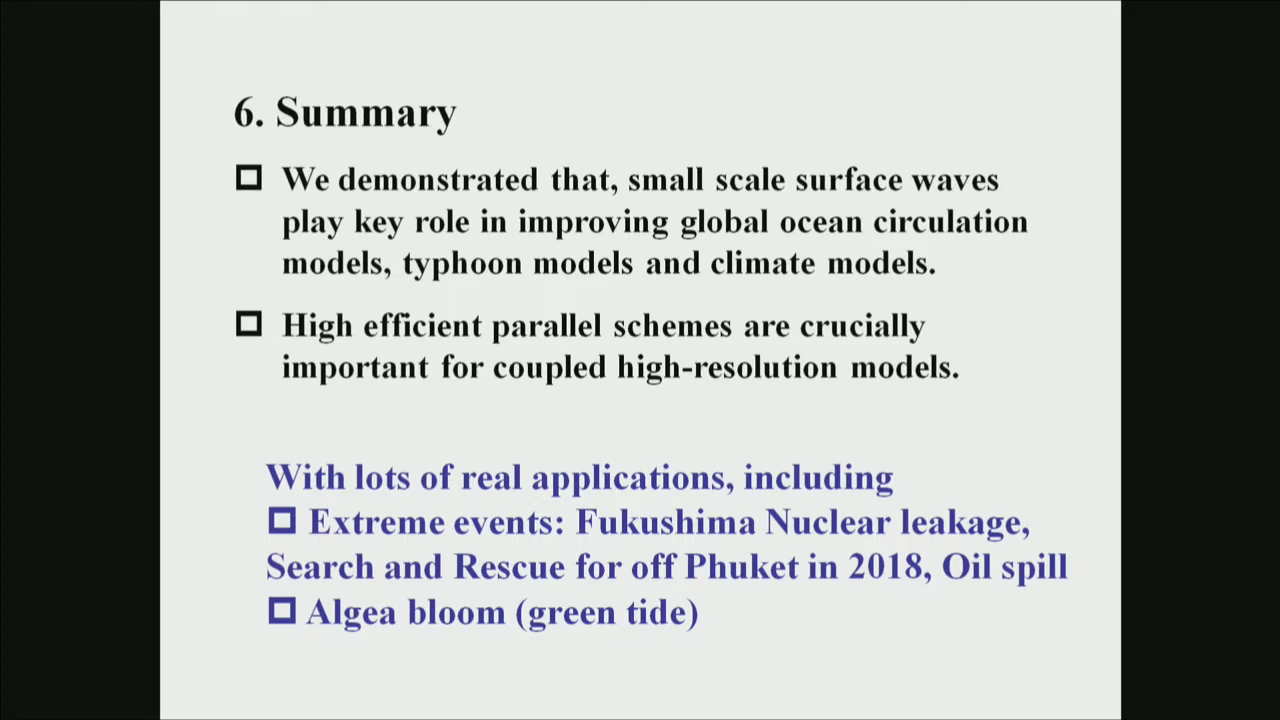 6. Summary
We demonstrated that, small scale surface waves
play key role in improving global ocean circulation
models, typhoon models and climate models.
High efficient parallel schemes are crucially
important for coupled high-resolution models.
With lots of real applications, including
Extreme events: Fukushima Nuclear leakage,
Search and Rescue for off Phuket in 2018, Oil spill
Algea bloom (green tide)